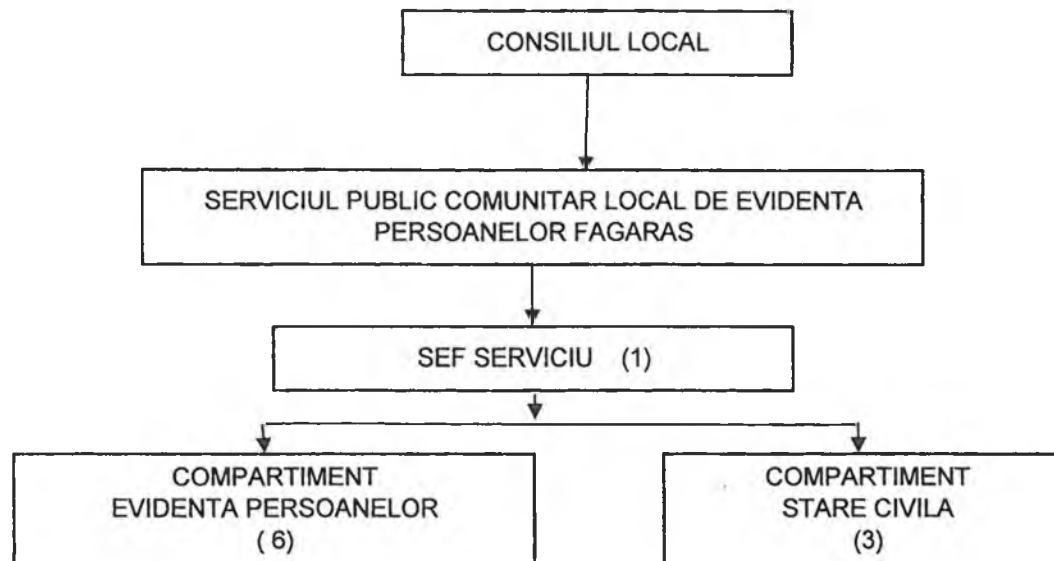 CONSILIUL LOCAL
SERVICIUL PUBLIC COMUNITAR LOCAL DE EVIDENTA
PERSOANELOR FAGARAS
SEF SERVICIU (1)
COMPARTIMENT
EVIDENTA PERSOANELOR
( 6)
COMPARTIMENT
STARE CIVILA
(3)